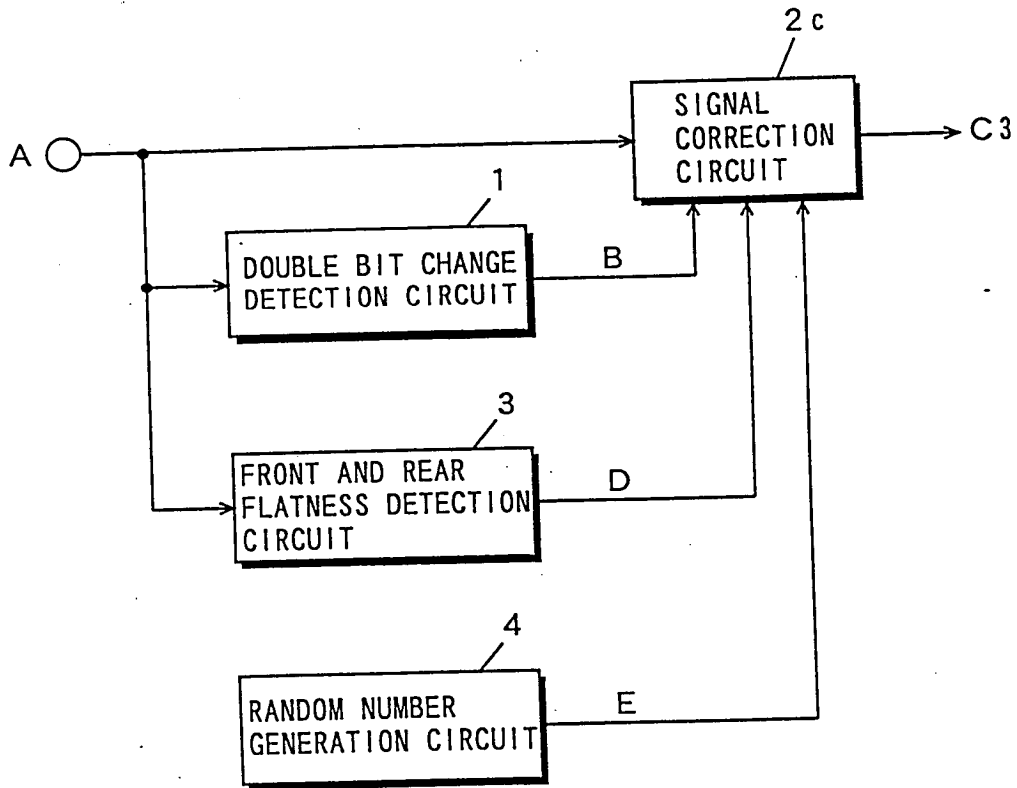 2c
SIGNAL
CORRECTION
CIRCUIT
A
C3
1
DOUBLE BIT CHANGE
DETECTION CIRCUIT
B
3
FRONT AND REAR
FLATNESS DETECTION
CIRCUIT
D
4
RANDOM NUMBER
GENERATION CIRCUIT
E